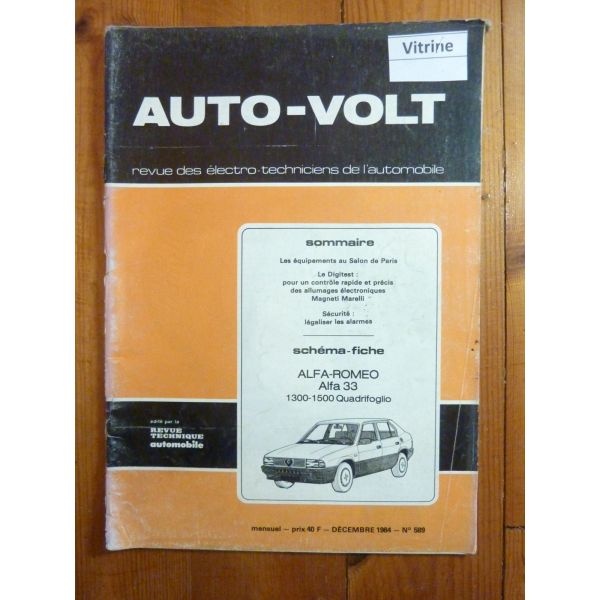 Vitrine
AUTO-VOLT
revue des électro-techniciens de l'automobile
sommaire
Les équipements au Salon de Paris
Le Digitest :
pour un contrôle rapide et précis
des allumages électroniques
Magneti Marelli
Sécurité :
légaliser les alarmes
schéma-fiche
ALFA-ROMEO
Alfa 33
1300-1500 Quadrifoglio
édité par la
REVUE
TECHNIQUE
automobile
mensuel — prix 40 F — DÉCEMBRE 1984 — N° 589